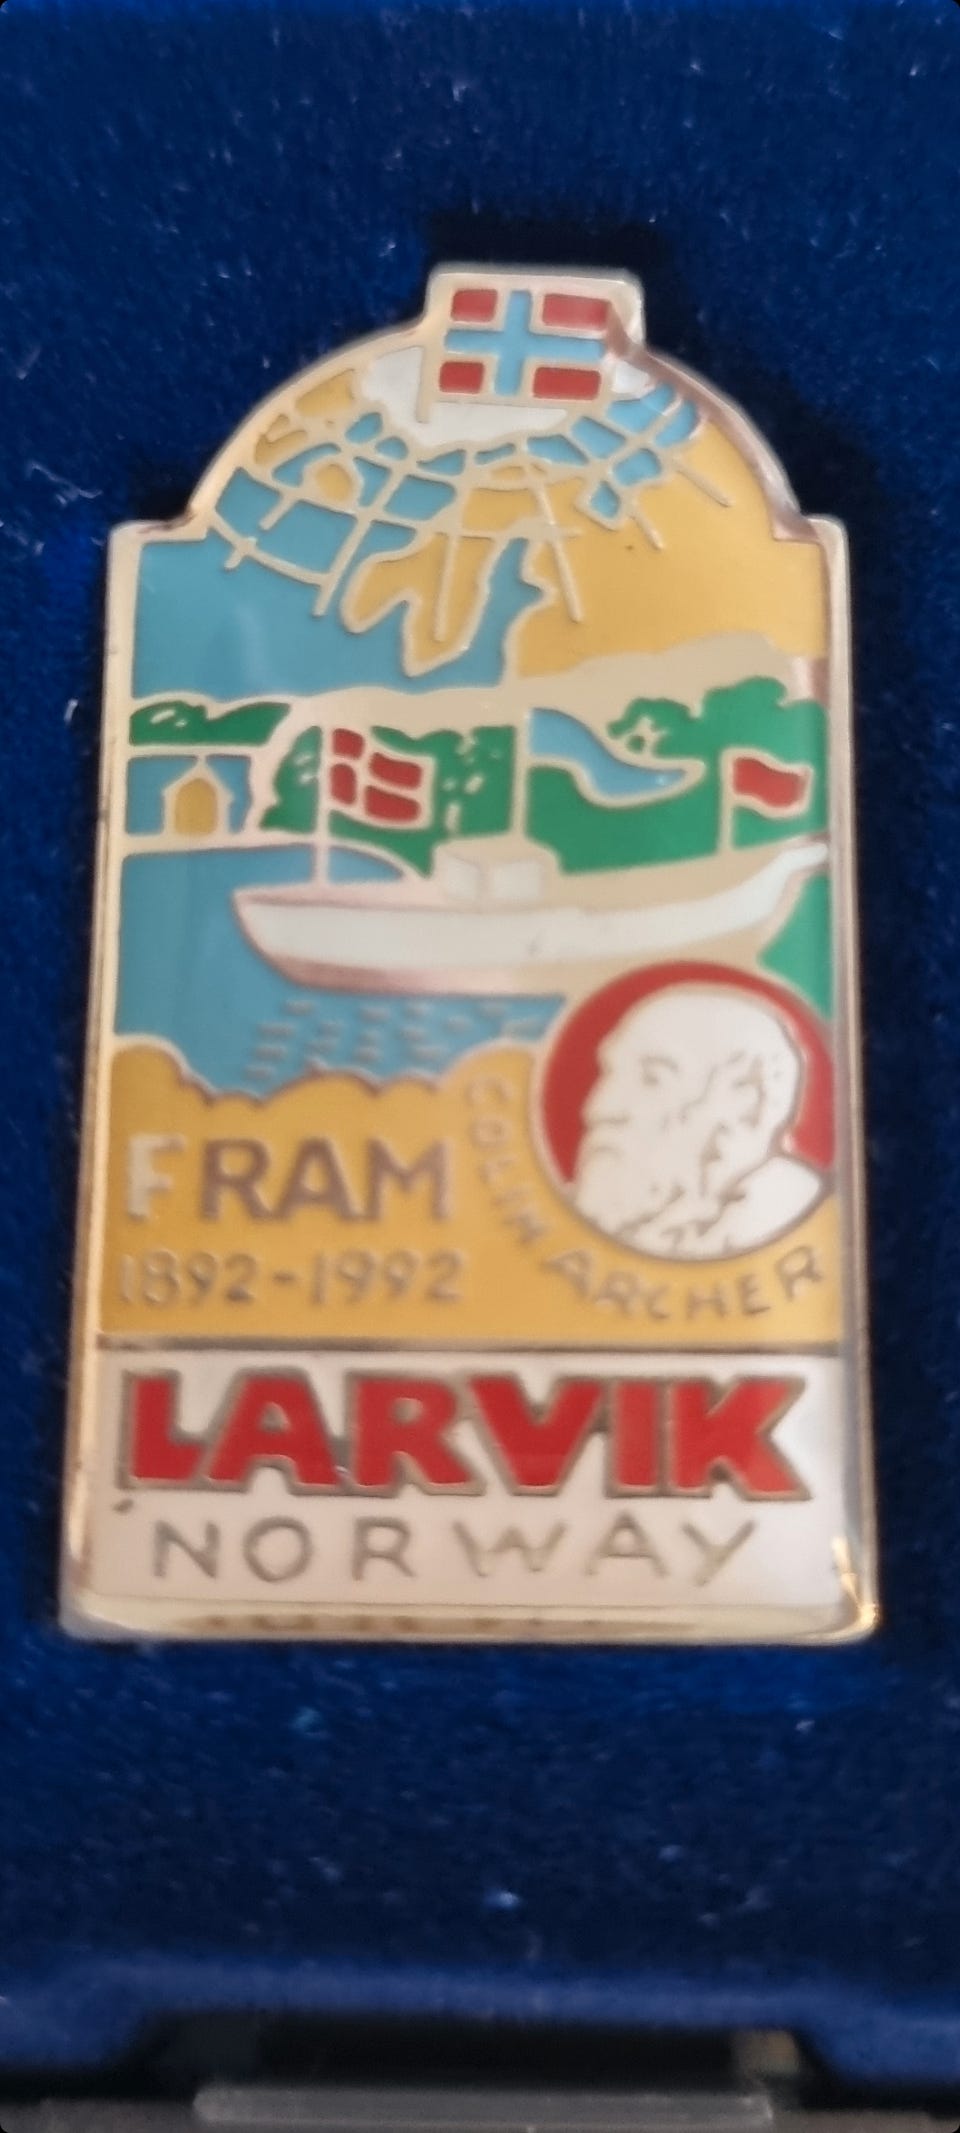 FRAM
1892-1992
COLIN ARCHER
LARVIK
NORWAY